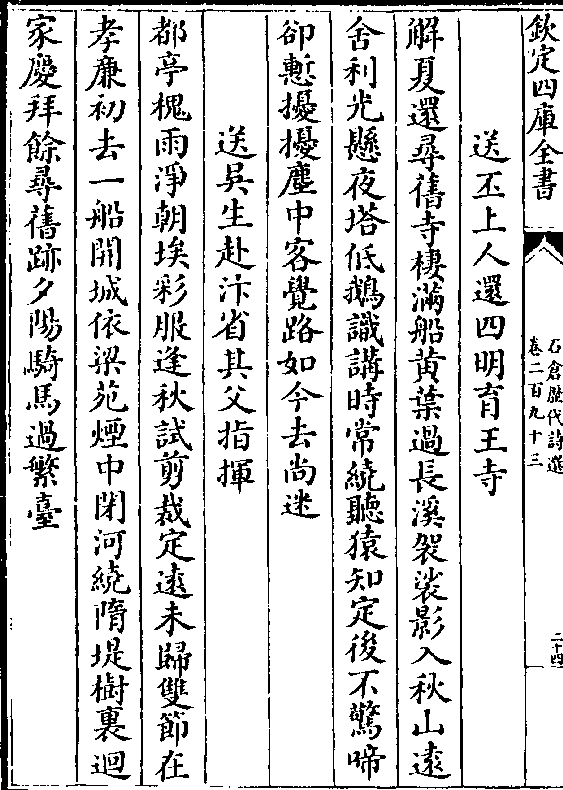 欽定四庫全書
石倉歷代詩選
卷二百九十三
二十四
送丕上人還四明育王寺
解夏還尋舊寺棲滿船黄葉過長溪袈裟影入秋山遠
舍利光懸夜塔低鵝識講時常繞聽猿知定後不驚啼
卻慙擾擾塵中客覺路如今去尚迷
送吳生赴汴省其父指揮
都亭槐雨淨朝埃彩服逢秋試剪裁定遠未歸雙節在
孝廉初去一船開城依梁苑煙中閉河繞隋堤樹裏迴
家慶拜餘尋舊跡夕陽騎馬過繁臺